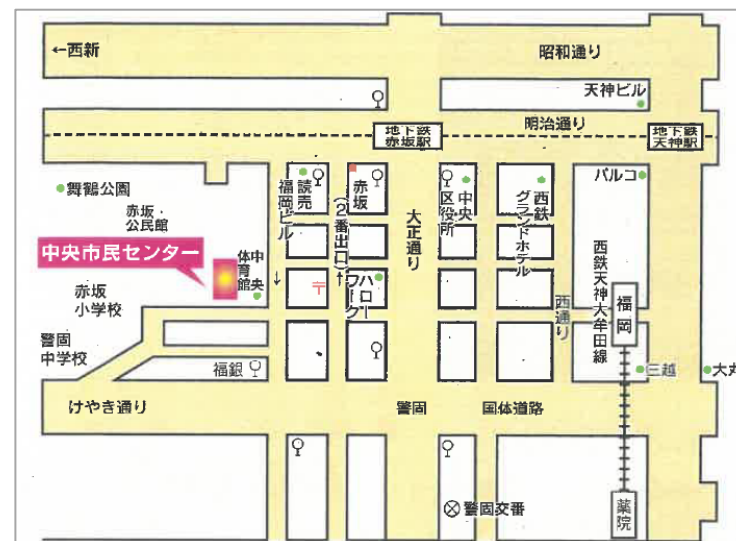 ←西新
昭和通り
天神ビル
明治通り
地下鉄
赤坂駅
地下鉄
天神駅
舞鶴公園
赤坂・
公民館
読売
福岡ビル
↓
赤坂
(2番出口)
↑
大正通り
中央
区役所
西鉄
グランドホテル
パルコ
中央市民センター
中央
体育館
赤坂
小学校
〒
ハロー
ワーク
西通り
西鉄天神大牟田線
福岡
警固
中学校
福銀
三越
大丸
けやき通り
警固
国体道路
警固交番
薬院